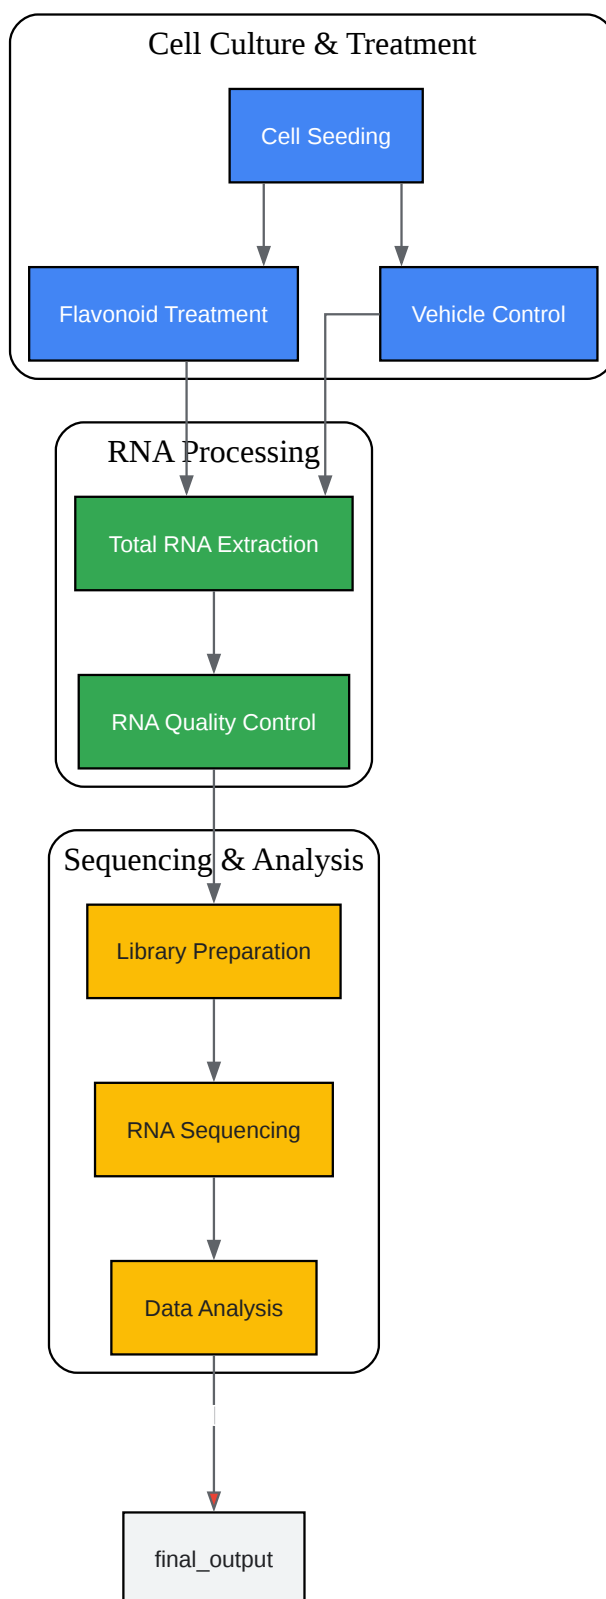 Cell Culture & Treatment
Cell Seeding
Flavonoid Treatment
Vehicle Control
RNA Processing
Total RNA Extraction
RNA Quality Control
Sequencing & Analysis
Library Preparation
RNA Sequencing
Data Analysis
final_output